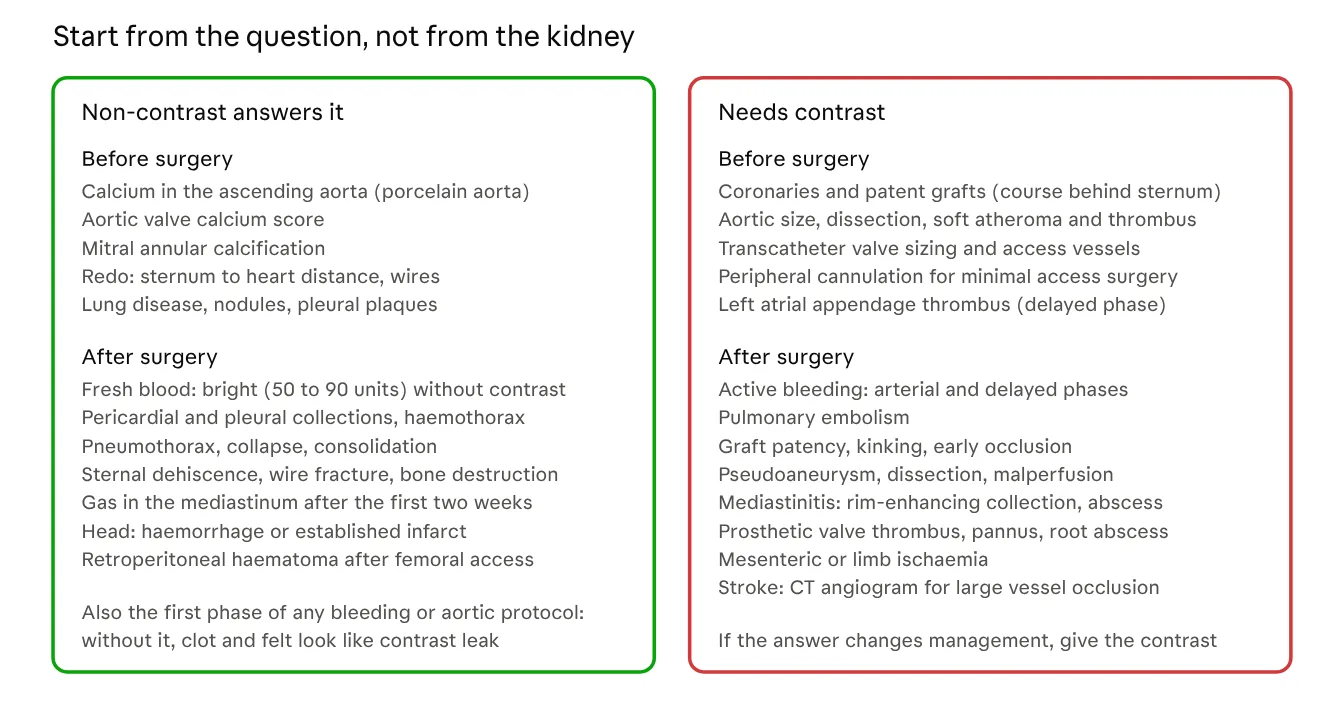 Start from the question, not from the kidney
Non-contrast answers it
Before surgery
Calcium in the ascending aorta (porcelain aorta)
Aortic valve calcium score
Mitral annular calcification
Redo: sternum to heart distance, wires
Lung disease, nodules, pleural plaques
After surgery
Fresh blood: bright (50 to 90 units) without contrast
Pericardial and pleural collections, haemothorax
Pneumothorax, collapse, consolidation
Sternal dehiscence, wire fracture, bone destruction
Gas in the mediastinum after the first two weeks
Head: haemorrhage or established infarct
Retroperitoneal haematoma after femoral access
Also the first phase of any bleeding or aortic protocol:
without it, clot and felt look like contrast leak
Needs contrast
Before surgery
Coronaries and patent grafts (course behind sternum)
Aortic size, dissection, soft atheroma and thrombus
Transcatheter valve sizing and access vessels
Peripheral cannulation for minimal access surgery
Left atrial appendage thrombus (delayed phase)
After surgery
Active bleeding: arterial and delayed phases
Pulmonary embolism
Graft patency, kinking, early occlusion
Pseudoaneurysm, dissection, malperfusion
Mediastinitis: rim-enhancing collection, abscess
Prosthetic valve thrombus, pannus, root abscess
Mesenteric or limb ischaemia
Stroke: CT angiogram for large vessel occlusion
If the answer changes management, give the contrast